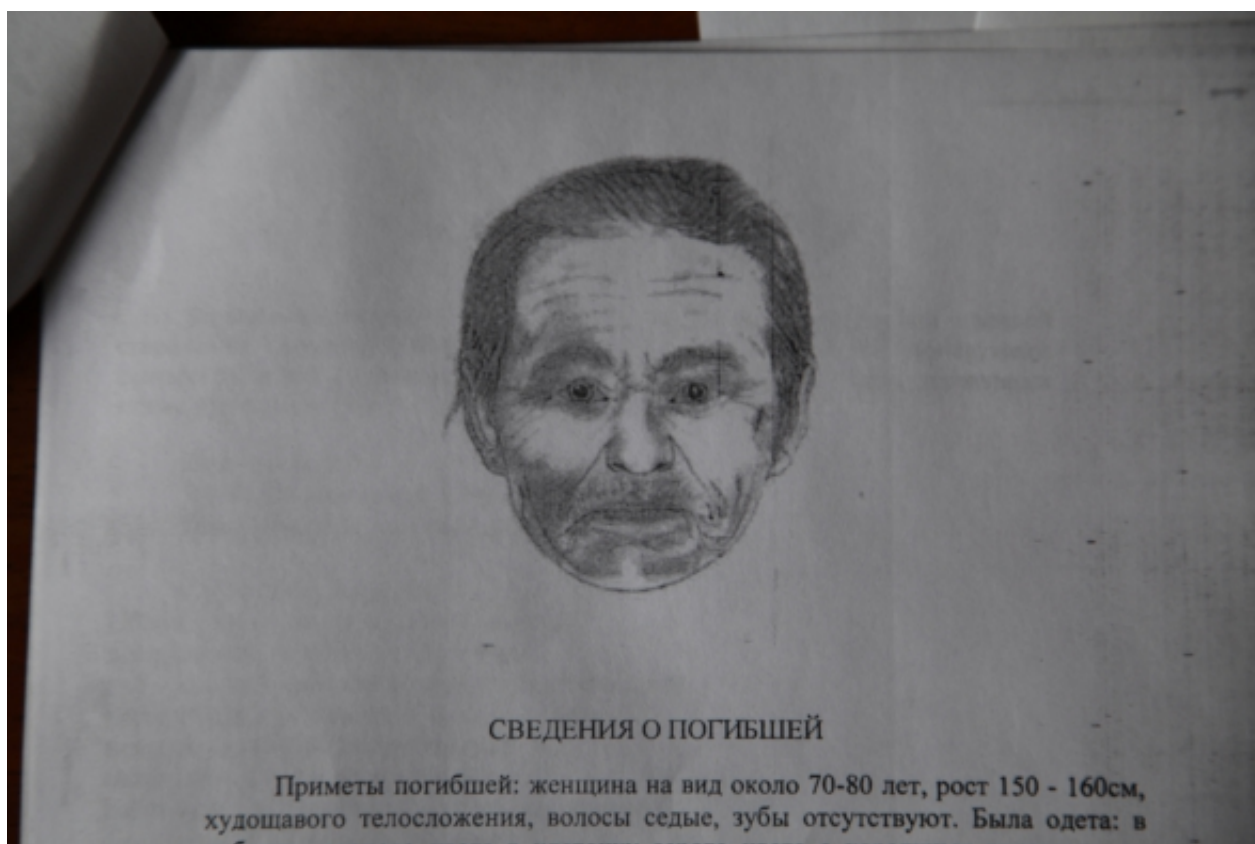 СВЕДЕНИЯ О ПОГИБШЕЙ
Приметы погибшей: женщина на вид около 70-80 лет, рост 150 - 160см,
худощавого телосложения, волосы седые, зубы отсутствуют. Была одета: в